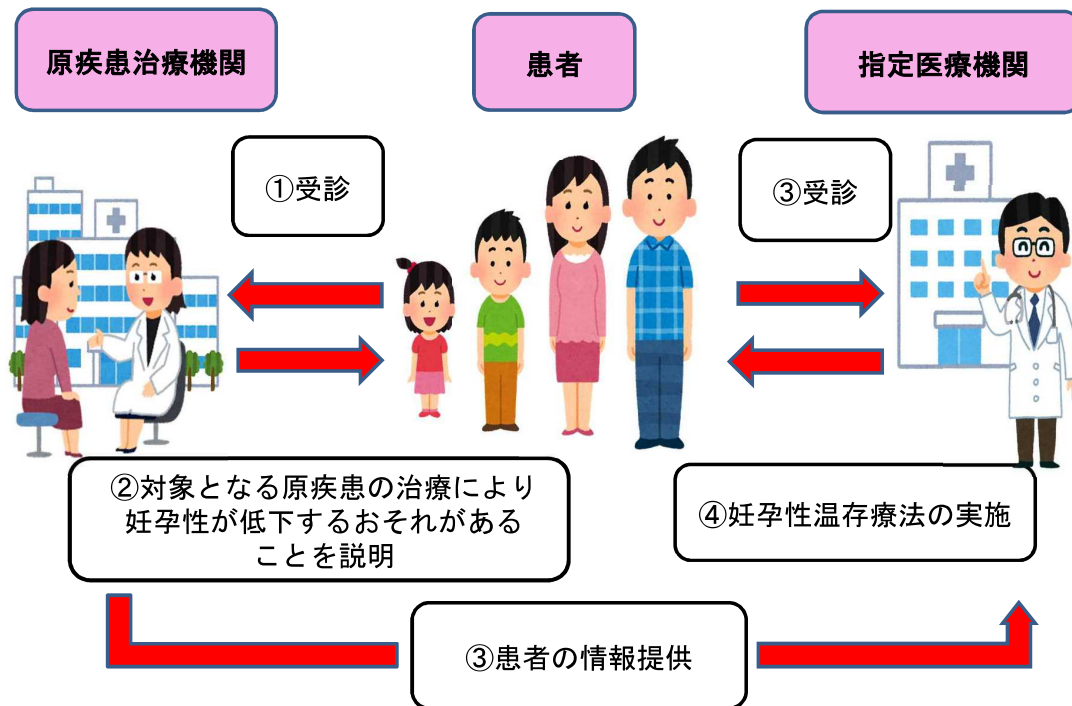 原疾患治療機関
患者
指定医療機関
①受診
③受診
②対象となる原疾患の治療により
妊孕性が低下するおそれがある
ことを説明
④妊孕性温存療法の実施
③患者の情報提供